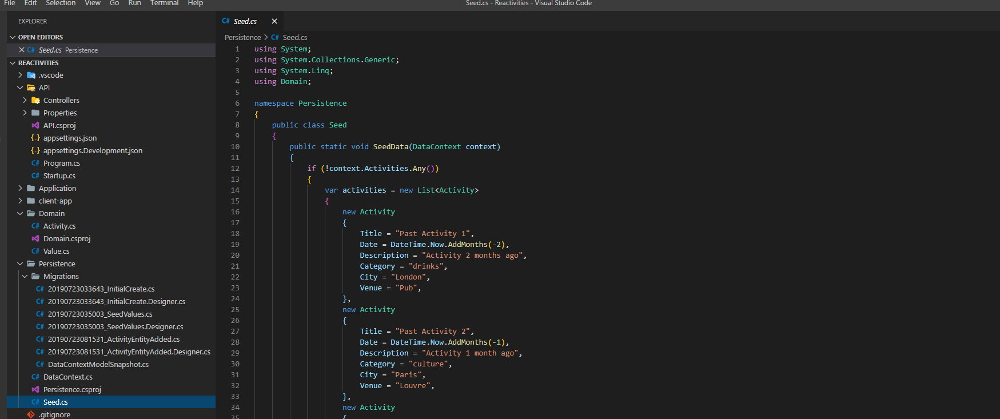 File Edit Selection View Go Run Terminal Help
Seed.cs - Reactivities - Visual Studio Code
EXPLORER
OPEN EDITORS
C# Seed.cs Persistence
REACTIVITIES
.vscode
API
Controllers
Properties
API.csproj
{..} appsettings.json
{..} appsettings.Development.json
C# Program.cs
C# Startup.cs
Application
client-app
Domain
C# Activity.cs
Domain.csproj
C# Value.cs
Persistence
Migrations
C# 20190723033643_InitialCreate.cs
C# 20190723033643_InitialCreate.Designer.cs
C# 20190723035003_SeedValues.cs
C# 20190723035003_SeedValues.Designer.cs
C# 20190723081531_ActivityEntityAdded.cs
C# 20190723081531_ActivityEntityAdded.Designer.cs
C# DataContextModelSnapshot.cs
C# DataContext.cs
Persistence.csproj
C# Seed.cs
.gitignore
C# Seed.cs
Persistence > C# Seed.cs
1 using System;
2 using System.Collections.Generic;
3 using System.Linq;
4 using Domain;
5
6 namespace Persistence
7 {
8 public class Seed
9 {
10 public static void SeedData(DataContext context)
11 {
12 if (!context.Activities.Any())
13 {
14 var activities = new List<Activity>
15 {
16 new Activity
17 {
18 Title = "Past Activity 1",
19 Date = DateTime.Now.AddMonths(-2),
20 Description = "Activity 2 months ago",
21 Category = "drinks",
22 City = "London",
23 Venue = "Pub",
24 },
25 new Activity
26 {
27 Title = "Past Activity 2",
28 Date = DateTime.Now.AddMonths(-1),
29 Description = "Activity 1 month ago",
30 Category = "culture",
31 City = "Paris",
32 Venue = "Louvre",
33 },
34 new Activity
35 {